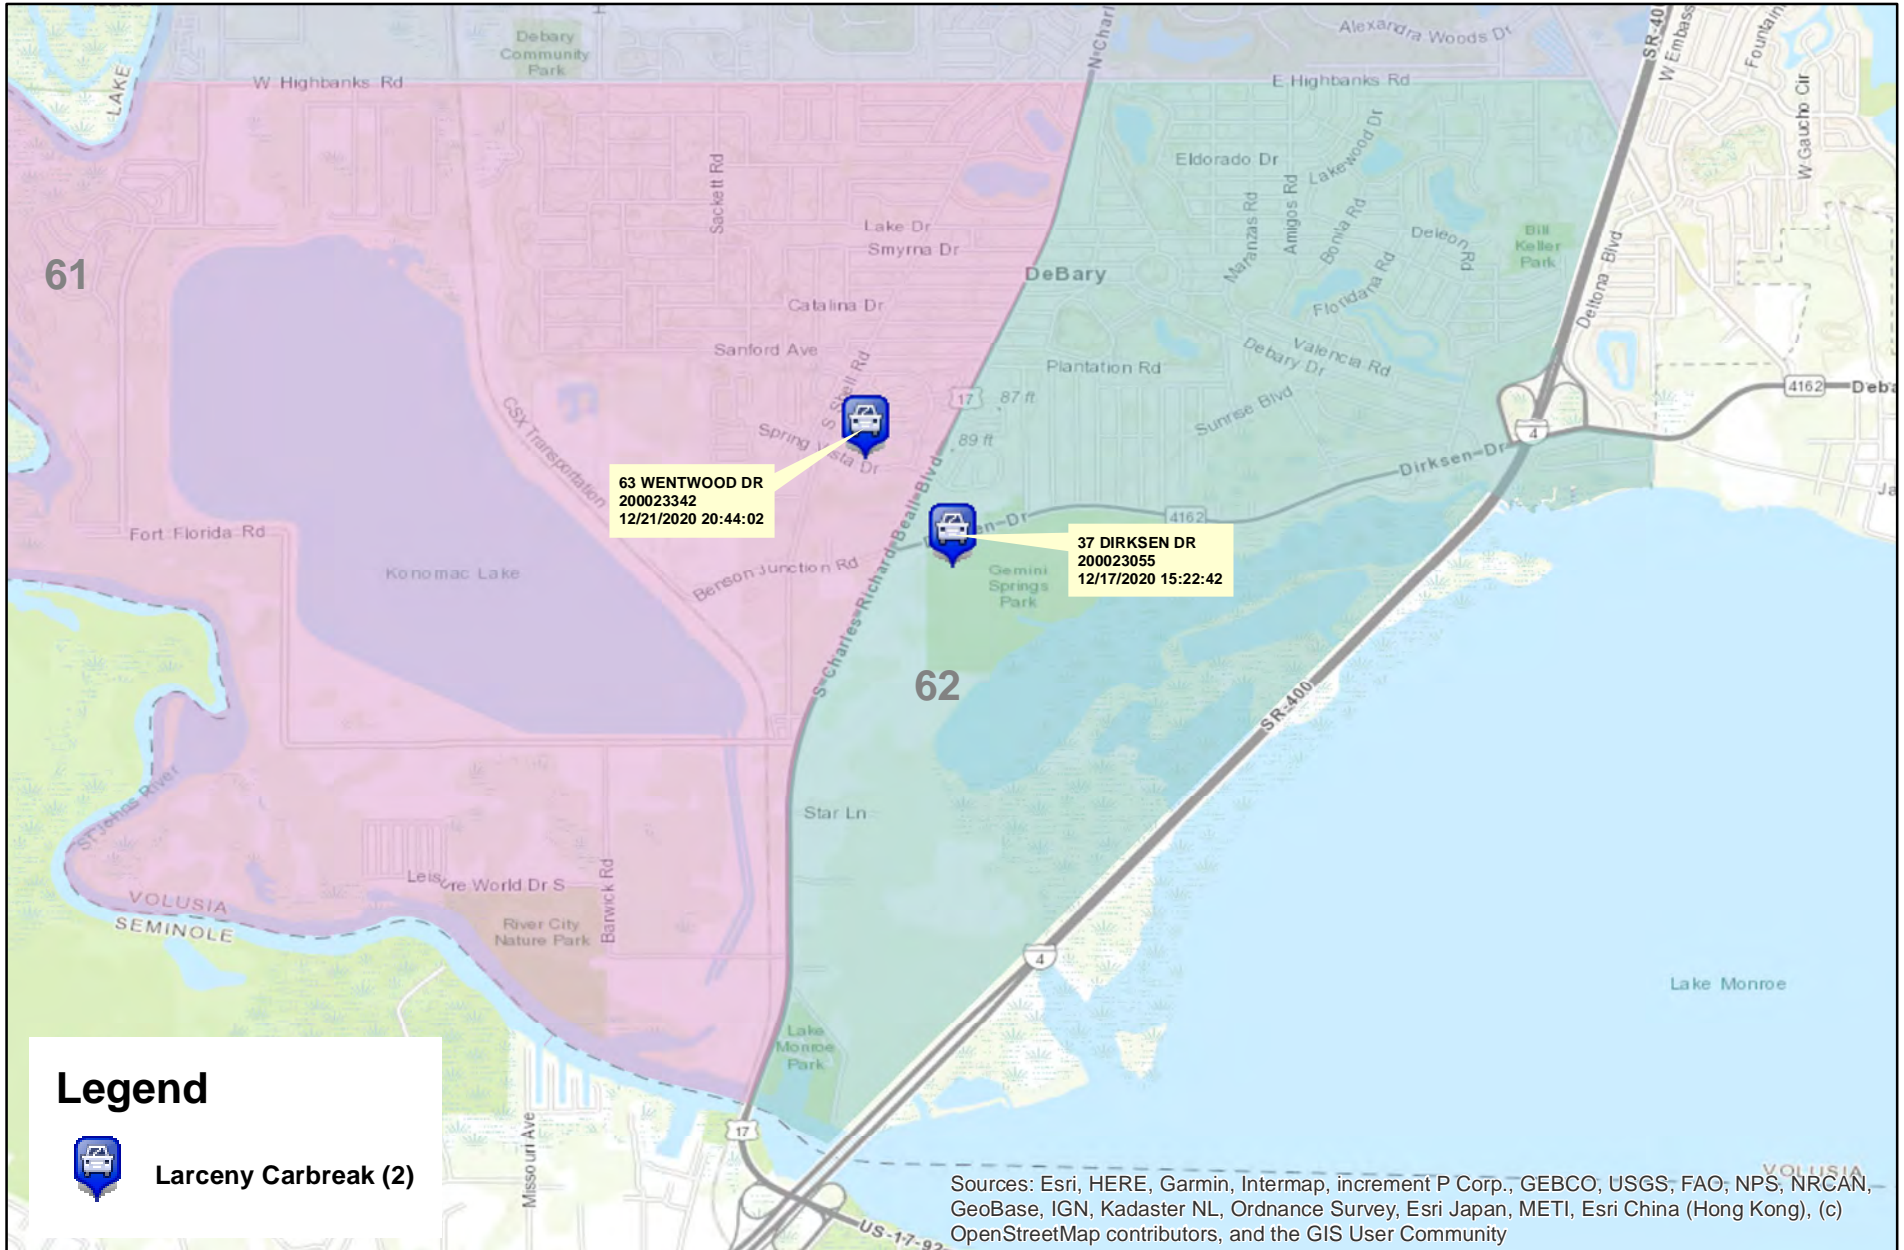 Debary
Community
Park
Alexandra Woods Dr
N Charl
SR-40
W Embass
Fountain
LAKE
W Highbanks Rd
E Highbanks Rd
W Gaucho Cir
Sackett Rd
Eldorado Dr
Lakewood Dr
Maranzas Rd
Amigos Rd
Bonita Rd
Deleon Rd
Bill
Keller
Park
Lake Dr
Smyrna Dr
61
DeBary
Floridana Rd
Deltona Blvd
Catalina Dr
Sanford Ave
S Shell Rd
Plantation Rd
Debary Dr
Valencia Rd
17
87 ft
4162
Deba
CSX Transportation
Spring Vista Dr
89 ft
Sunrise Blvd
4
Dirksen-Dr
63 WENTWOOD DR
200023342
12/21/2020 20:44:02
S-Charles-Richard-Beall-Blvd
Ja
Fort Florida Rd
en-Dr
4162
37 DIRKSEN DR
200023055
12/17/2020 15:22:42
Konomac Lake
Benson Junction Rd
Gemini
Springs
Park
62
SR-400
St Johns River
Star Ln
Leisure World Dr S
Barwick Rd
VOLUSIA
SEMINOLE
River City
Nature Park
4
Lake Monroe
Lake
Monroe
Park
Legend
Larceny Carbreak (2)
17
Missouri Ave
US-17-92
VOLUSIA
Sources: Esri, HERE, Garmin, Intermap, increment P Corp., GEBCO, USGS, FAO, NPS, NRCAN,
GeoBase, IGN, Kadaster NL, Ordnance Survey, Esri Japan, METI, Esri China (Hong Kong), (c)
OpenStreetMap contributors, and the GIS User Community